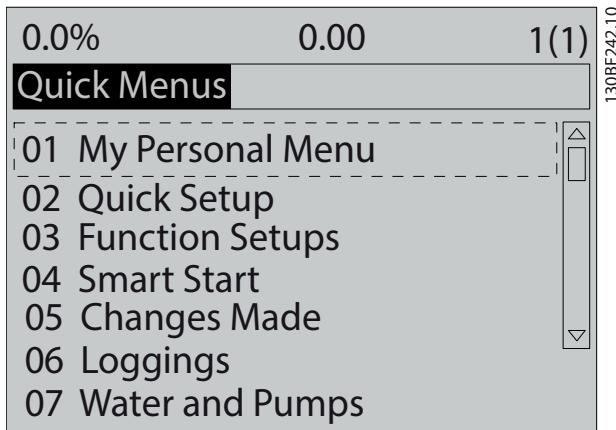 0.0% 0.00 1(1)
Quick Menus
01 My Personal Menu
02 Quick Setup
03 Function Setups
04 Smart Start
05 Changes Made
06 Loggings
07 Water and Pumps
130BF242.10